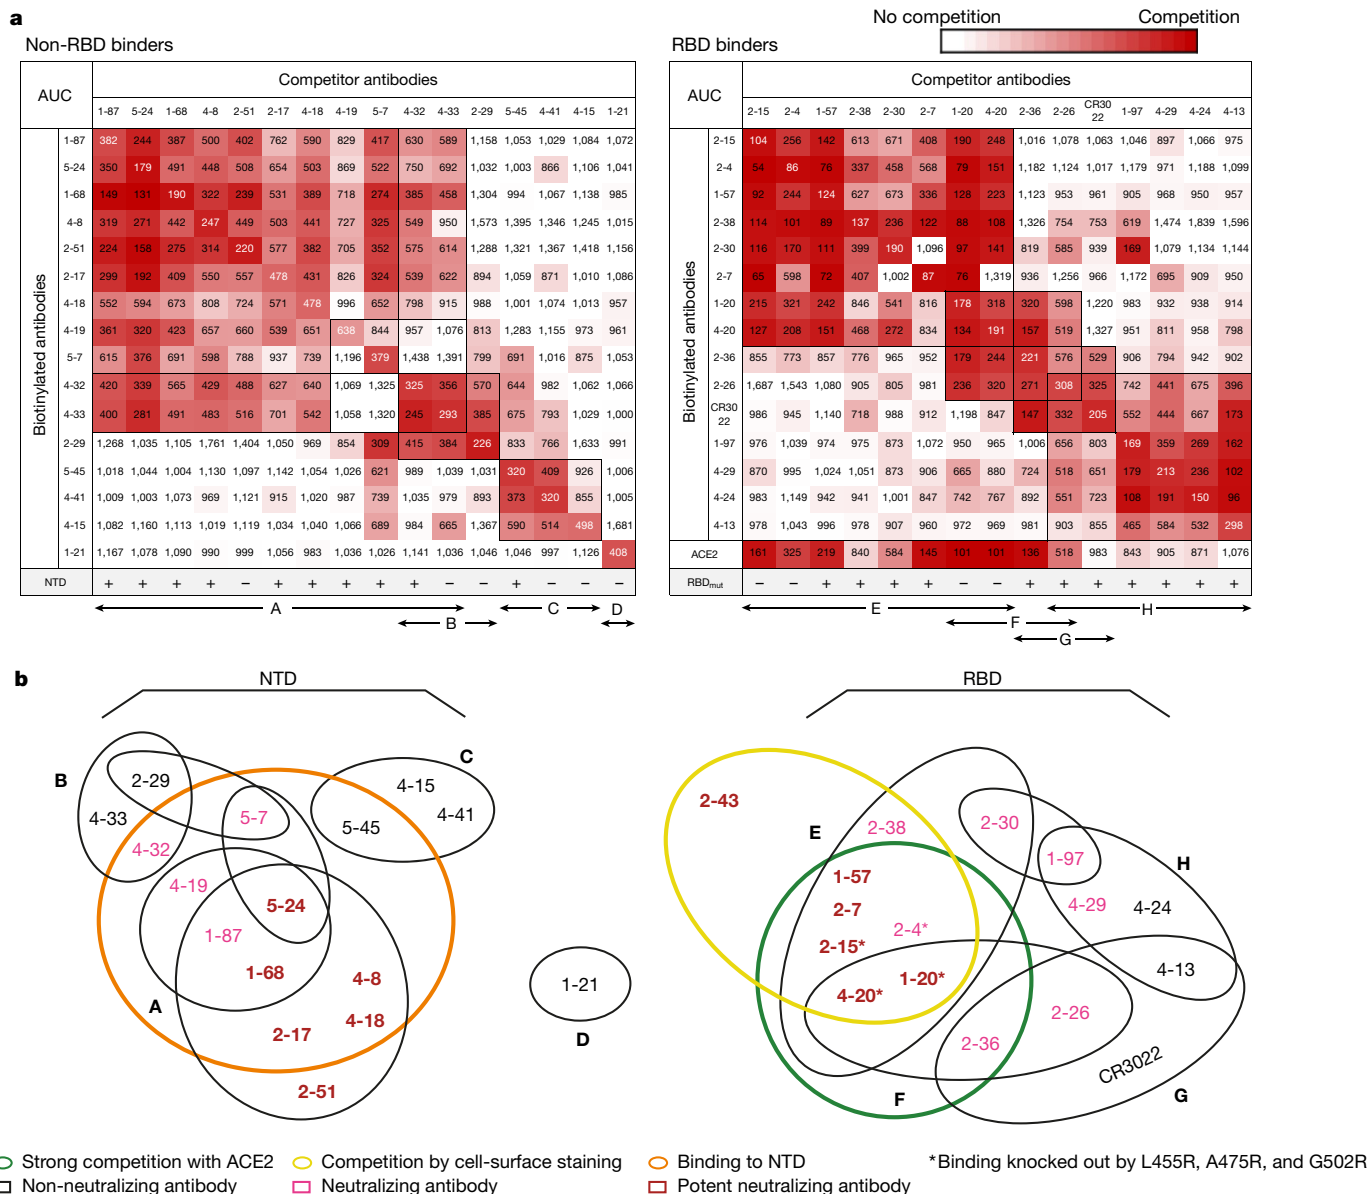 a
No competition Competition
Non-RBD binders
RBD binders
AUC
Competitor antibodies
1-87 5-24 1-68 4-8 2-51 2-17 4-18 4-19 5-7 4-32 4-33 2-29 5-45 4-41 4-15 1-21
Biotinylated antibodies
1-87 382 244 387 500 402 762 590 829 417 630 589 1,158 1,053 1,029 1,084 1,072
5-24 350 179 491 448 508 654 522 869 522 750 692 1,032 1,003 866 1,106 1,041
1-68 149 131 190 322 239 531 389 718 274 385 458 1,304 994 1,067 1,138 985
4-8 319 271 442 247 449 503 441 727 325 549 950 1,573 1,395 1,346 1,245 1,015
2-51 224 158 275 314 220 577 382 705 352 575 614 1,288 1,321 1,367 1,418 1,156
2-17 299 192 409 550 557 478 431 826 324 539 622 894 1,059 871 1,010 1,086
4-18 552 594 673 808 724 571 478 996 652 798 915 988 1,001 1,074 1,013 957
4-19 361 320 423 657 660 539 651 638 844 957 1,076 813 1,283 1,155 973 961
5-7 615 376 691 598 788 937 739 1,196 379 1,438 1,391 799 691 1,016 875 1,053
4-32 420 339 565 429 488 627 640 1,069 1,325 325 356 570 644 982 1,062 1,066
4-33 400 281 491 483 516 701 542 1,058 1,320 245 293 385 675 793 1,029 1,000
2-29 1,268 1,035 1,105 1,761 1,404 1,050 969 854 309 415 384 226 833 766 1,633 991
5-45 1,018 1,044 1,004 1,130 1,097 1,142 1,054 1,026 621 989 1,039 1,031 320 409 926 1,006
4-41 1,009 1,003 1,073 969 1,121 915 1,020 987 739 1,035 979 893 373 320 855 1,005
4-15 1,082 1,160 1,113 1,019 1,119 1,034 1,040 1,066 689 984 665 1,367 590 514 498 1,681
1-21 1,167 1,078 1,090 990 999 1,056 983 1,036 1,026 1,141 1,036 1,046 1,046 997 1,126 408
NTD + + + + − + + + + + − − + − − −
A C D
B
AUC
Competitor antibodies
2-15 2-4 1-57 2-38 2-30 2-7 1-20 4-20 2-36 2-26 CR30 22 1-97 4-29 4-24 4-13
Biotinylated antibodies
2-15 104 256 142 613 671 408 190 248 1,016 1,078 1,063 1,046 897 1,066 975
2-4 54 86 76 337 458 568 79 151 1,182 1,124 1,017 1,179 971 1,188 1,099
1-57 92 244 124 627 673 336 128 223 1,123 953 961 905 968 950 957
2-38 114 101 89 137 236 122 88 108 1,326 754 753 619 1,474 1,839 1,596
2-30 116 170 111 399 190 1,096 97 141 819 585 939 169 1,079 1,134 1,144
2-7 65 598 72 407 1,002 87 76 1,319 936 1,256 966 1,172 695 909 950
1-20 215 321 242 846 541 816 178 318 320 598 1,220 983 932 938 914
4-20 127 208 151 468 272 834 134 191 157 519 1,327 951 811 958 798
2-36 855 773 857 776 965 952 179 244 221 576 529 906 794 942 902
2-26 1,687 1,543 1,080 905 805 981 236 320 271 308 325 742 441 675 396
CR30 22 986 945 1,140 718 988 912 1,198 847 147 332 205 552 444 667 173
1-97 976 1,039 974 975 873 1,072 950 965 1,006 656 803 169 359 269 162
4-29 870 995 1,024 1,051 873 906 665 880 724 518 651 179 213 236 102
4-24 983 1,149 942 941 1,001 847 742 767 892 551 723 108 191 150 96
4-13 978 1,043 996 978 907 960 972 969 981 903 855 465 584 532 298
ACE2 161 325 219 840 584 145 101 101 136 518 983 843 905 871 1,076
RBDmut − − + + + + − − + + + + + + +
E H
F
G
b
NTD
B
2-29
4-33
5-7
4-32
C
4-15
5-45
4-41
4-19
5-24
1-87
1-68
4-8
A
4-18
2-17
2-51
1-21
D
RBD
2-43
E
2-38
2-30
1-97
H
1-57
2-7
2-4*
4-29
4-24
2-15*
4-13
1-20*
4-20*
2-26
2-36
CR3022
F
G
Strong competition with ACE2 Competition by cell-surface staining Binding to NTD *Binding knocked out by L455R, A475R, and G502R
Non-neutralizing antibody Neutralizing antibody Potent neutralizing antibody